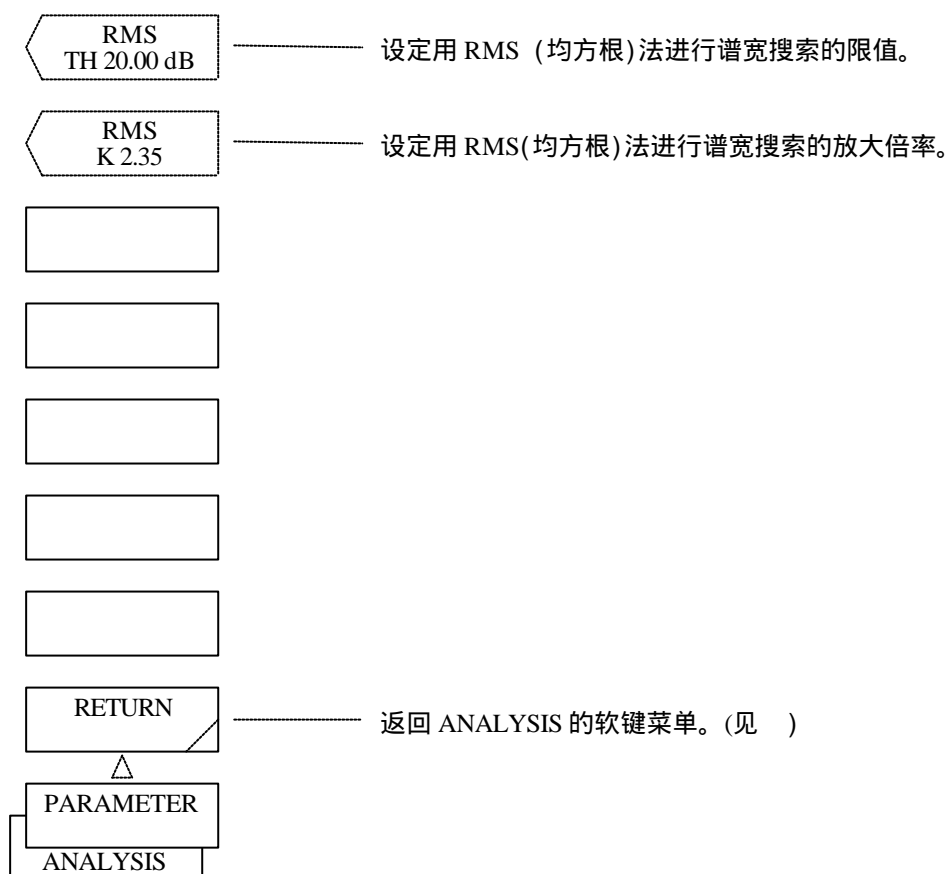 RMS
TH 20.00 dB
设定用 RMS (均方根)法进行谱宽搜索的限值。
RMS
K 2.35
设定用 RMS(均方根)法进行谱宽搜索的放大倍率。
RETURN
返回 ANALYSIS 的软键菜单。(见 )
PARAMETER
ANALYSIS